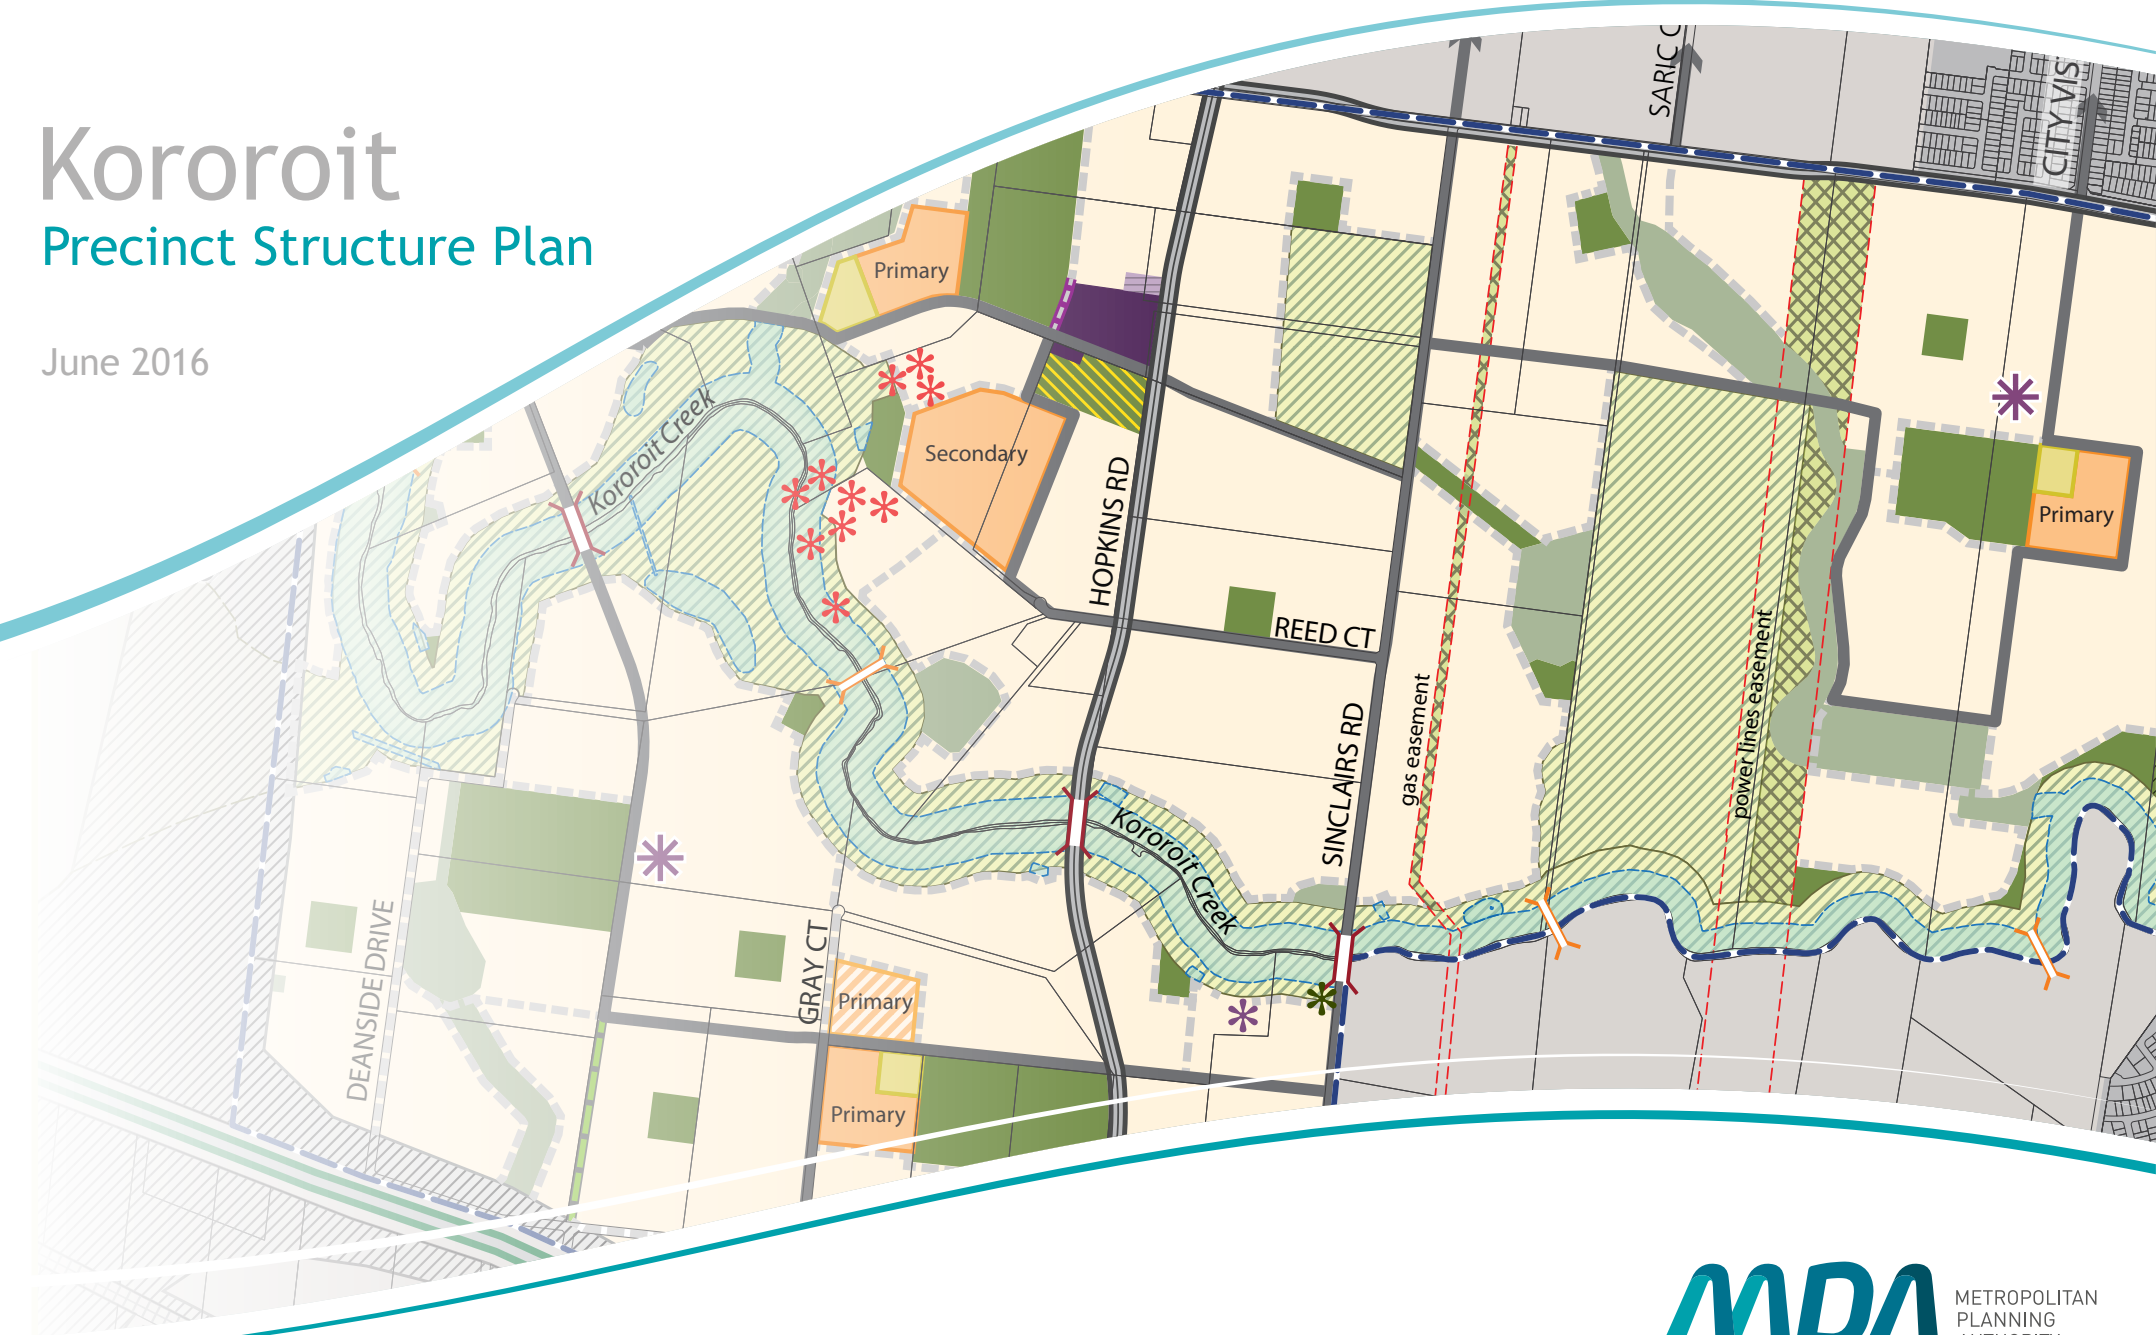 Kororoit
Precinct Structure Plan
June 2016
SARIC C
CITY VIS
Primary
Kororoit Creek
Secondary
HOPKINS RD
Primary
REED CT
gas easement
power lines easement
SINCLAIRS RD
Kororoit Creek
DEANSIDE DRIVE
GRAY CT
Primary
Primary
MPA
METROPOLITAN
PLANNING
AUTHORITY